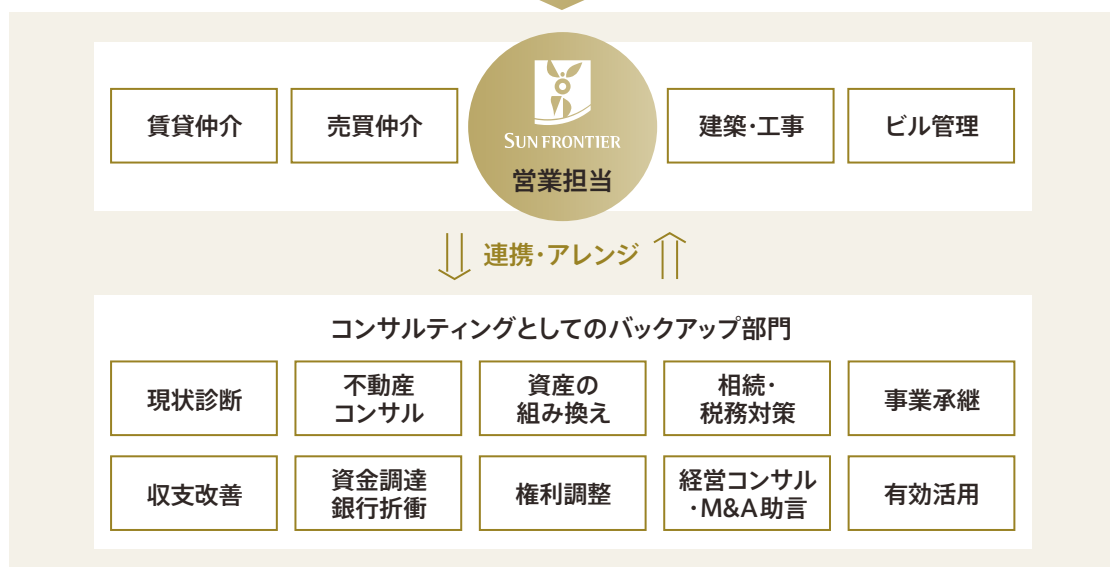 賃貸仲介
売買仲介
SUN FRONTIER
営業担当
建築・工事
ビル管理
連携・アレンジ
コンサルティングとしてのバックアップ部門
現状診断
不動産
コンサル
資産の
組み換え
相続・
税務対策
事業承継
収支改善
資金調達
銀行折衝
権利調整
経営コンサル
・M&A助言
有効活用